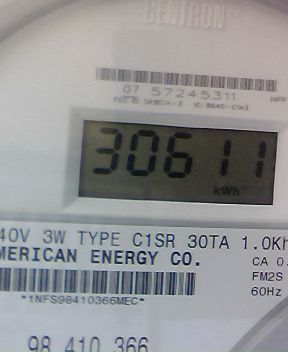 CENTRON
07 57245311
30611
kWh
40V 3W TYPE C1SR 30TA 1.0Kh
MERICAN ENERGY CO.
CA 0.
FM2S
60Hz
*1NFS98410366MEC*
98 410 366